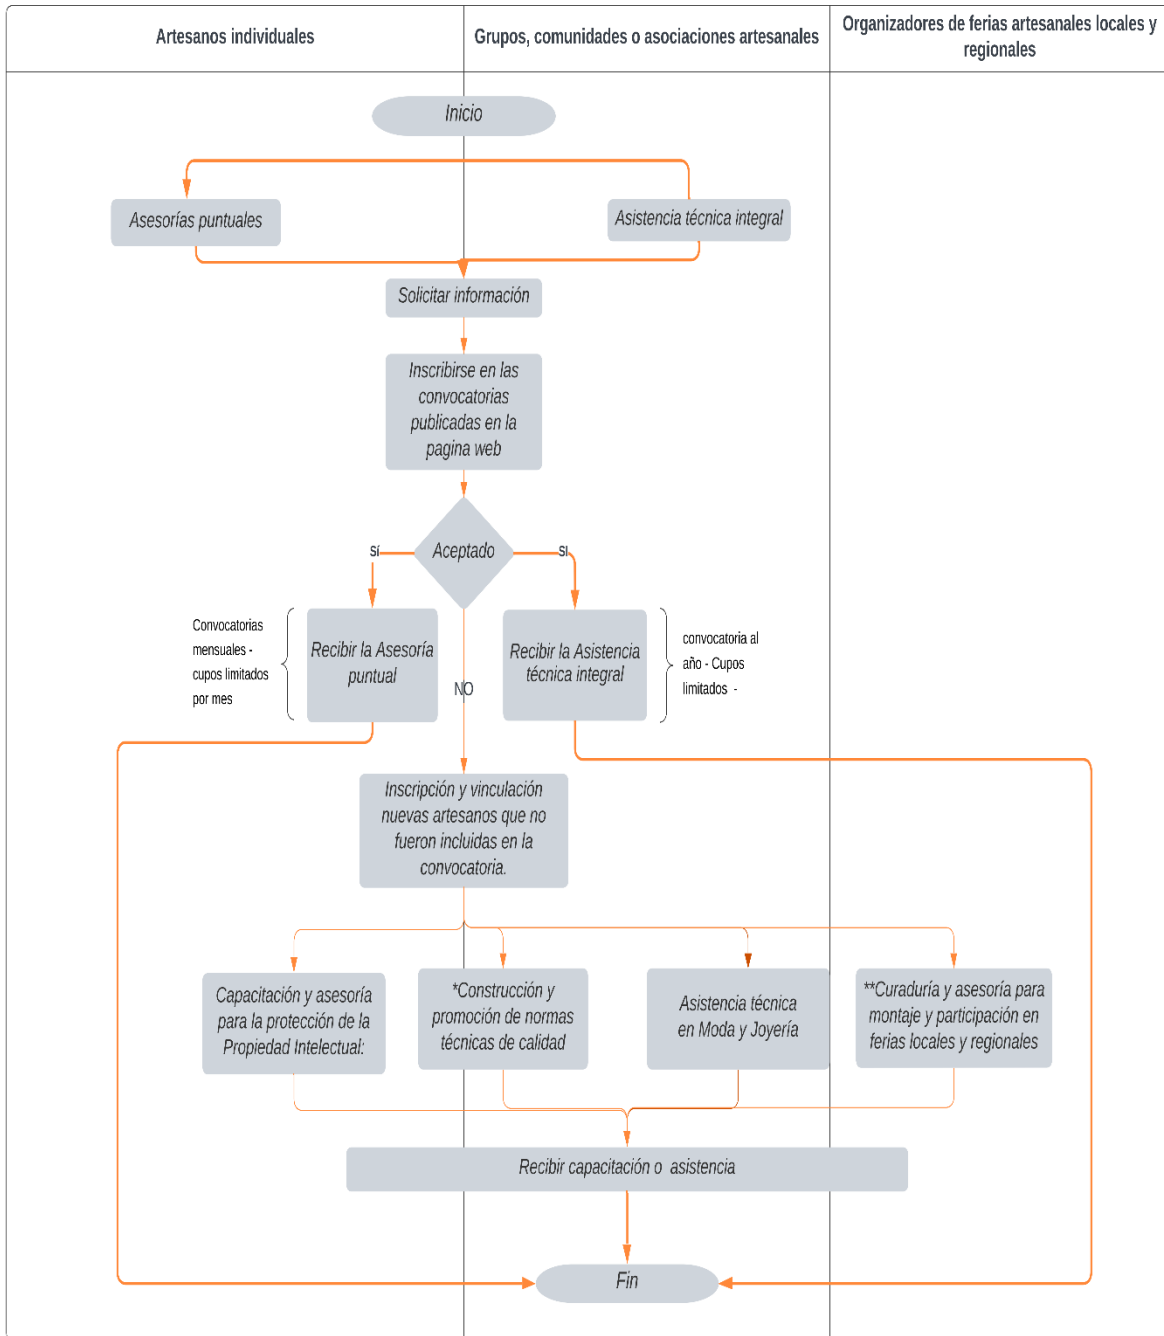 Artesanos individuales
Grupos, comunidades o asociaciones artesanales
Organizadores de ferias artesanales locales y
regionales
Inicio
Asesorías puntuales
Asistencia técnica integral
Solicitar información
Inscribirse en las
convocatorias
publicadas en la
pagina web
Aceptado
Sí
SI
Convocatorias
mensuales -
cupos limitados
por mes
Recibir la Asesoría
puntual
NO
Recibir la Asistencia
técnica integral
convocatoria al
año - Cupos
limitados -
Inscripción y vinculación
nuevas artesanos que no
fueron incluidas en la
convocatoria.
Capacitación y asesoría
para la protección de la
Propiedad Intelectual:
*Construcción y
promoción de normas
técnicas de calidad
Asistencia técnica
en Moda y Joyería
**Curaduría y asesoría para
montaje y participación en
ferias locales y regionales
Recibir capacitación o asistencia
Fin